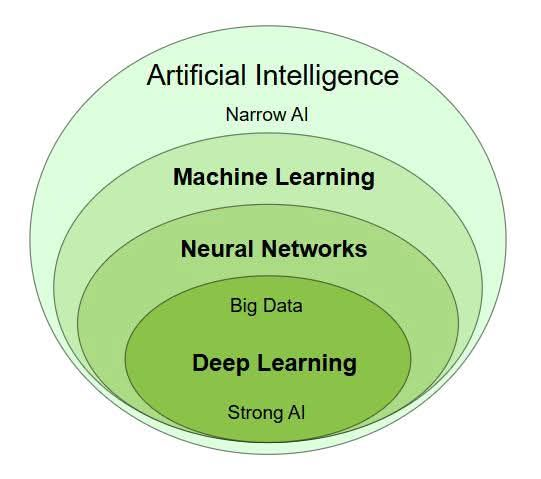 Artificial Intelligence
Narrow AI
Machine Learning
Neural Networks
Big Data
Deep Learning
Strong AI